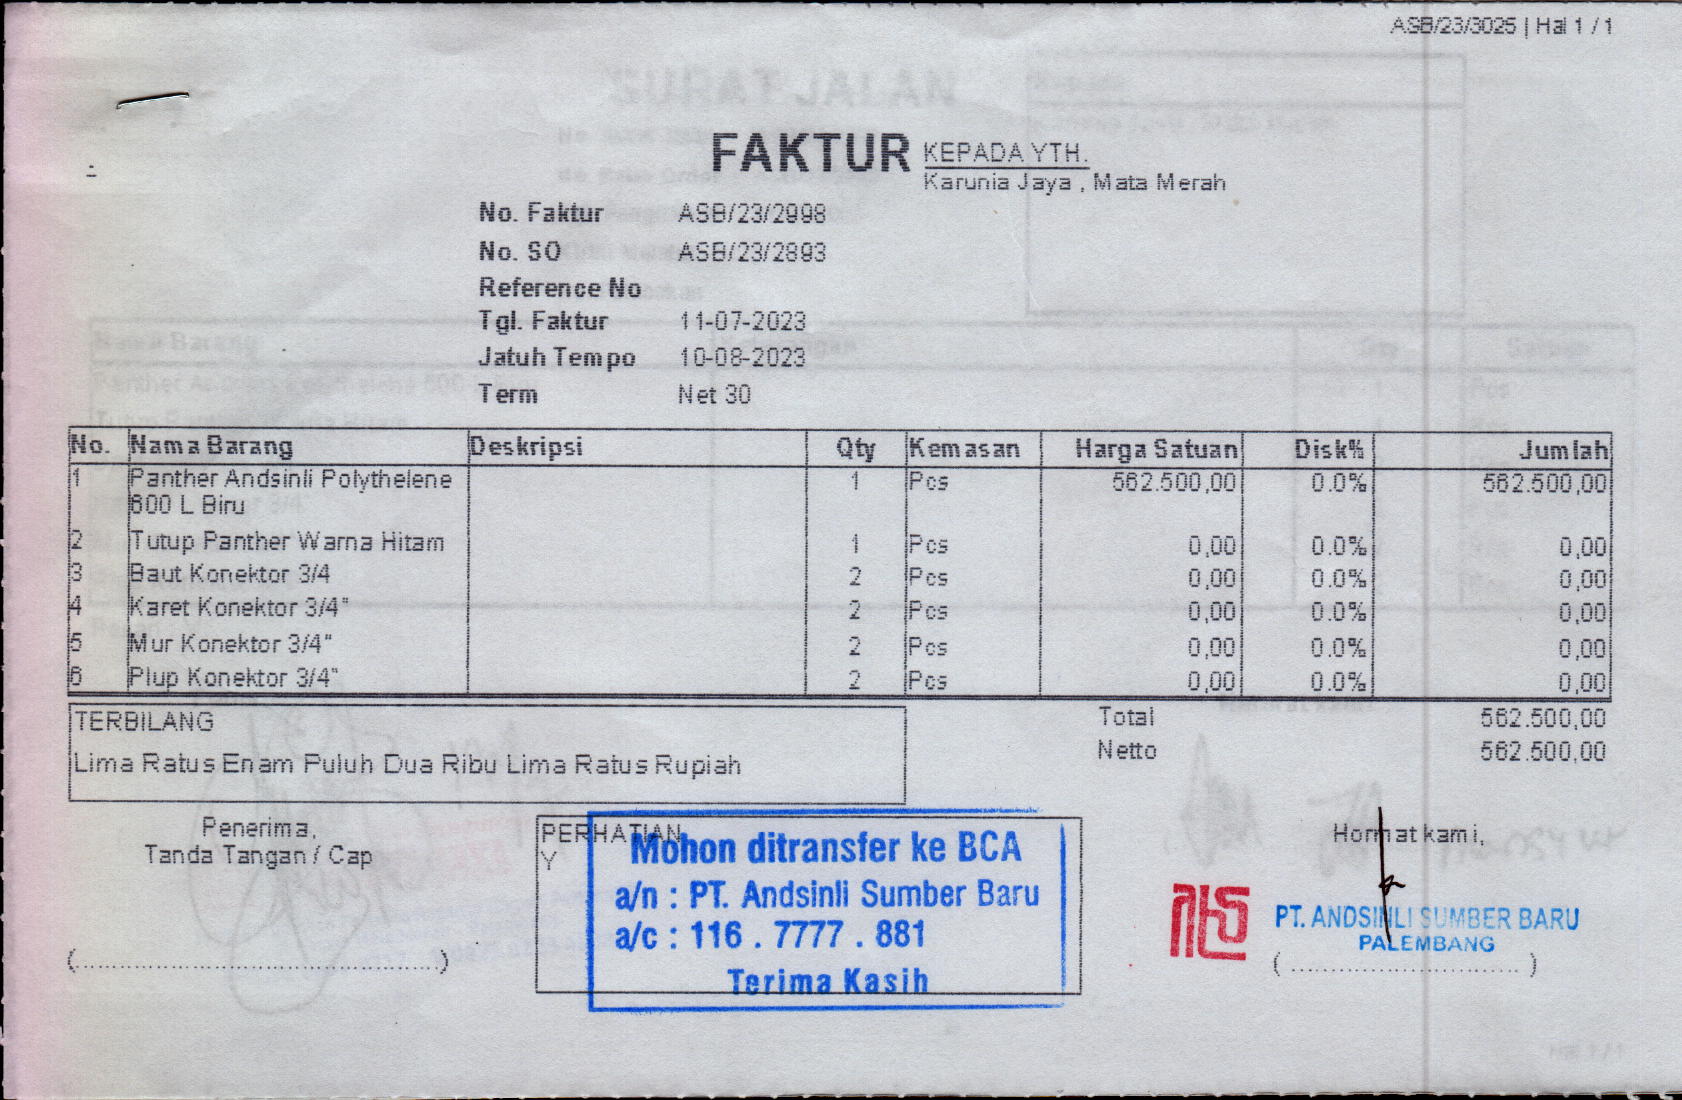 ASB/23/3025 | Hal 1 / 1
FAKTUR
KEPADA YTH.
Karunia Jaya , Mata Merah
No. Faktur ASB/23/2998
No. SO ASB/23/2893
Reference No
Tgl. Faktur 11-07-2023
Jatuh Tempo 10-08-2023
Term Net 30
No. Nama Barang Deskripsi Qty Kemasan Harga Satuan Disk% Jumlah
1 Panther Andsinli Polythelene 1 Pcs 562.500,00 0.0% 562.500,00
600 L Biru
2 Tutup Panther Warna Hitam 1 Pcs 0,00 0.0% 0,00
3 Baut Konektor 3/4 2 Pcs 0,00 0.0% 0,00
4 Karet Konektor 3/4" 2 Pcs 0,00 0.0% 0,00
5 Mur Konektor 3/4" 2 Pcs 0,00 0.0% 0,00
6 Plup Konektor 3/4" 2 Pcs 0,00 0.0% 0,00
TERBILANG
Lima Ratus Enam Puluh Dua Ribu Lima Ratus Rupiah
Total 562.500,00
Netto 562.500,00
Penerima,
Tanda Tangan / Cap
PERHATIAN
Y
Mohon ditransfer ke BCA
a/n : PT. Andsinli Sumber Baru
a/c : 116 . 7777 . 881
Terima Kasih
Hormat kami,
PT. ANDSINLI SUMBER BARU
PALEMBANG